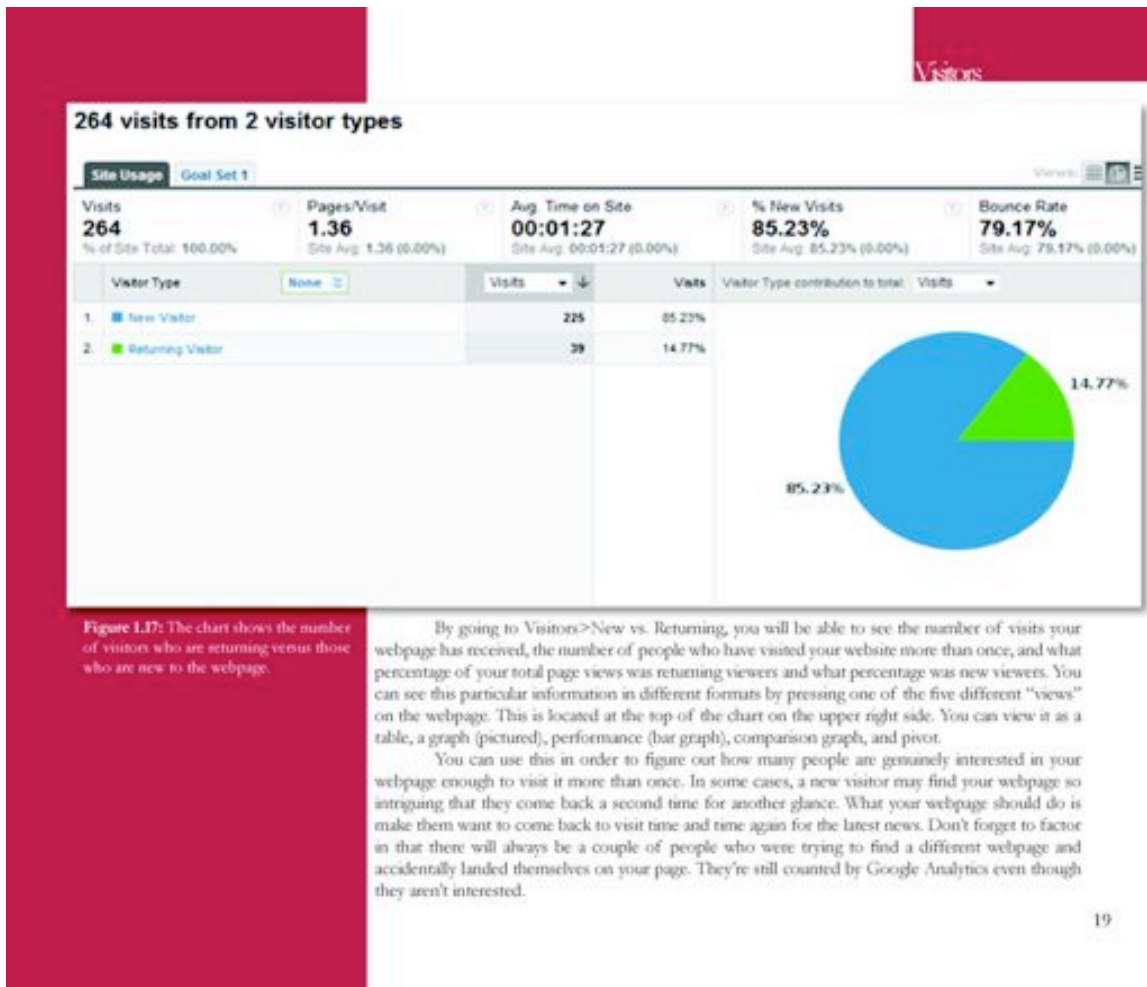 Visitors
264 visits from 2 visitor types
Site Usage Goal Set 1 Views:
Visits Pages/Visit Avg. Time on Site % New Visits Bounce Rate
264 1.36 00:01:27 85.23% 79.17%
% of Site Total: 100.00% Site Avg: 1.36 (0.00%) Site Avg: 00:01:27 (0.00%) Site Avg: 85.23% (0.00%) Site Avg: 79.17% (0.00%)
Visitor Type None Visits Visits Visitor Type contribution to total: Visits
1. New Visitor 225 85.23%
2. Returning Visitor 39 14.77%
14.77%
85.23%
Figure 1.17: The chart shows the number
of visitors who are returning versus those
who are new to the webpage.
By going to Visitors>New vs. Returning, you will be able to see the number of visits your
webpage has received, the number of people who have visited your website more than once, and what
percentage of your total page views was returning viewers and what percentage was new viewers. You
can see this particular information in different formats by pressing one of the five different “views”
on the webpage. This is located at the top of the chart on the upper right side. You can view it as a
table, a graph (pictured), performance (bar graph), comparison graph, and pivot.
You can use this in order to figure out how many people are genuinely interested in your
webpage enough to visit it more than once. In some cases, a new visitor may find your webpage so
intriguing that they come back a second time for another glance. What your webpage should do is
make them want to come back to visit time and time again for the latest news. Don't forget to factor
in that there will always be a couple of people who were trying to find a different webpage and
accidentally landed themselves on your page. They're still counted by Google Analytics even though
they aren't interested.
19